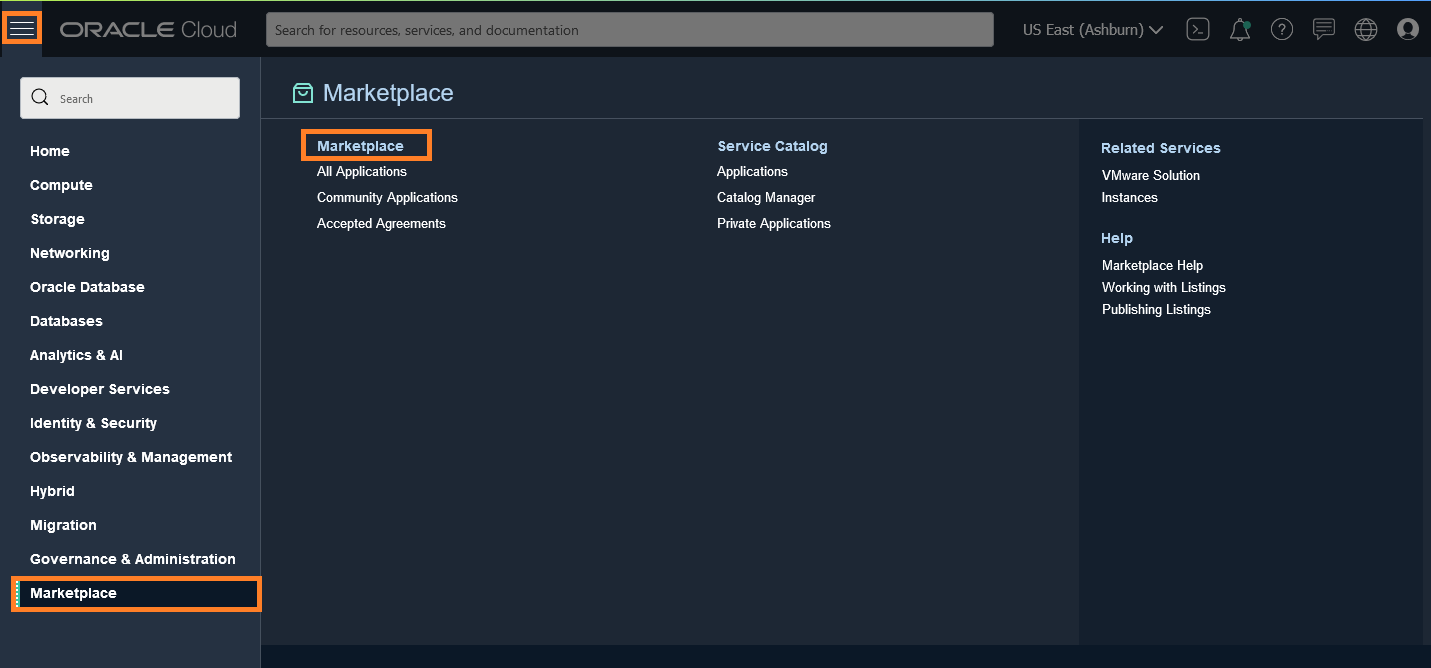 ORACLE Cloud
Search for resources, services, and documentation
US East (Ashburn)
Search
Home
Compute
Storage
Networking
Oracle Database
Databases
Analytics & AI
Developer Services
Identity & Security
Observability & Management
Hybrid
Migration
Governance & Administration
Marketplace
Marketplace
Marketplace
All Applications
Community Applications
Accepted Agreements
Service Catalog
Applications
Catalog Manager
Private Applications
Related Services
VMware Solution
Instances
Help
Marketplace Help
Working with Listings
Publishing Listings